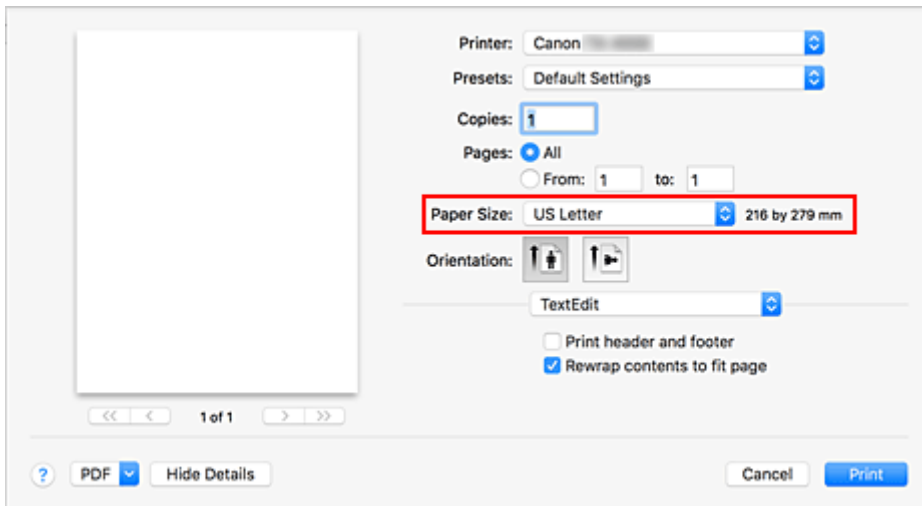 Printer: Canon
Presets: Default Settings
Copies: 1
Pages: All
From: 1 to: 1
Paper Size: US Letter 216 by 279 mm
Orientation:
TextEdit
Print header and footer
Rewrap contents to fit page
<< < 1 of 1 > >>
? PDF Hide Details Cancel Print